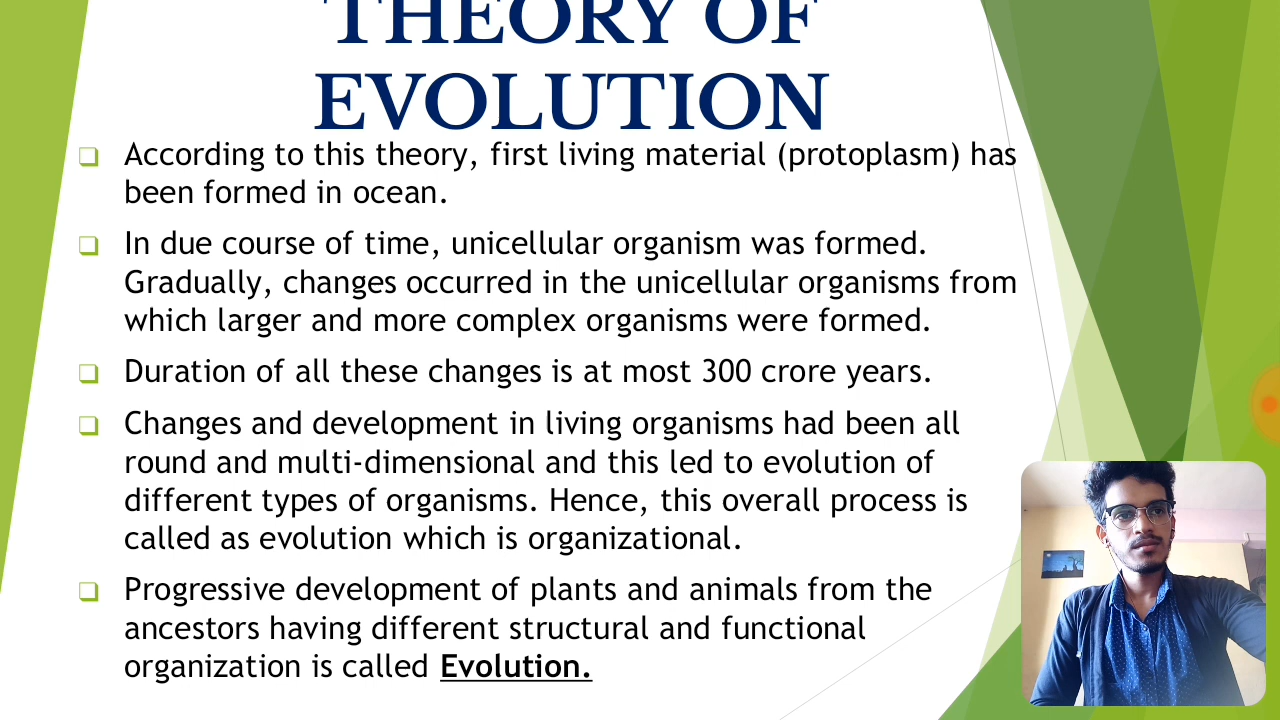 THEORY OF
EVOLUTION
According to this theory, first living material (protoplasm) has
been formed in ocean.
In due course of time, unicellular organism was formed.
Gradually, changes occurred in the unicellular organisms from
which larger and more complex organisms were formed.
Duration of all these changes is at most 300 crore years.
Changes and development in living organisms had been all
round and multi-dimensional and this led to evolution of
different types of organisms. Hence, this overall process is
called as evolution which is organizational.
Progressive development of plants and animals from the
ancestors having different structural and functional
organization is called Evolution.